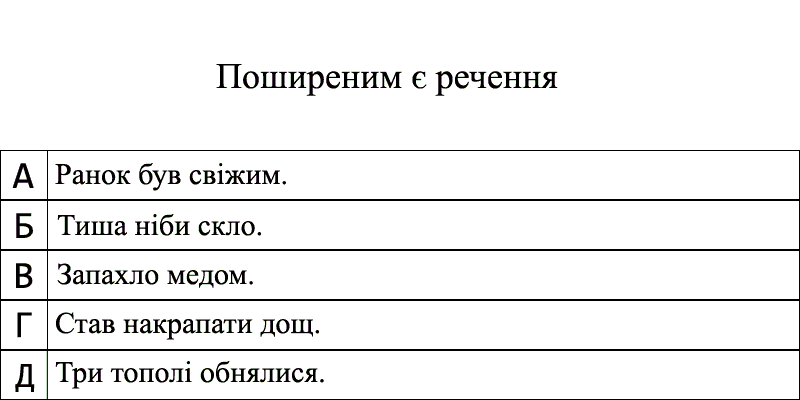 Поширеним є речення
А Ранок був свіжим.
Б Тиша ніби скло.
В Запахло медом.
Г Став накрапати дощ.
Д Три тополі обнялися.